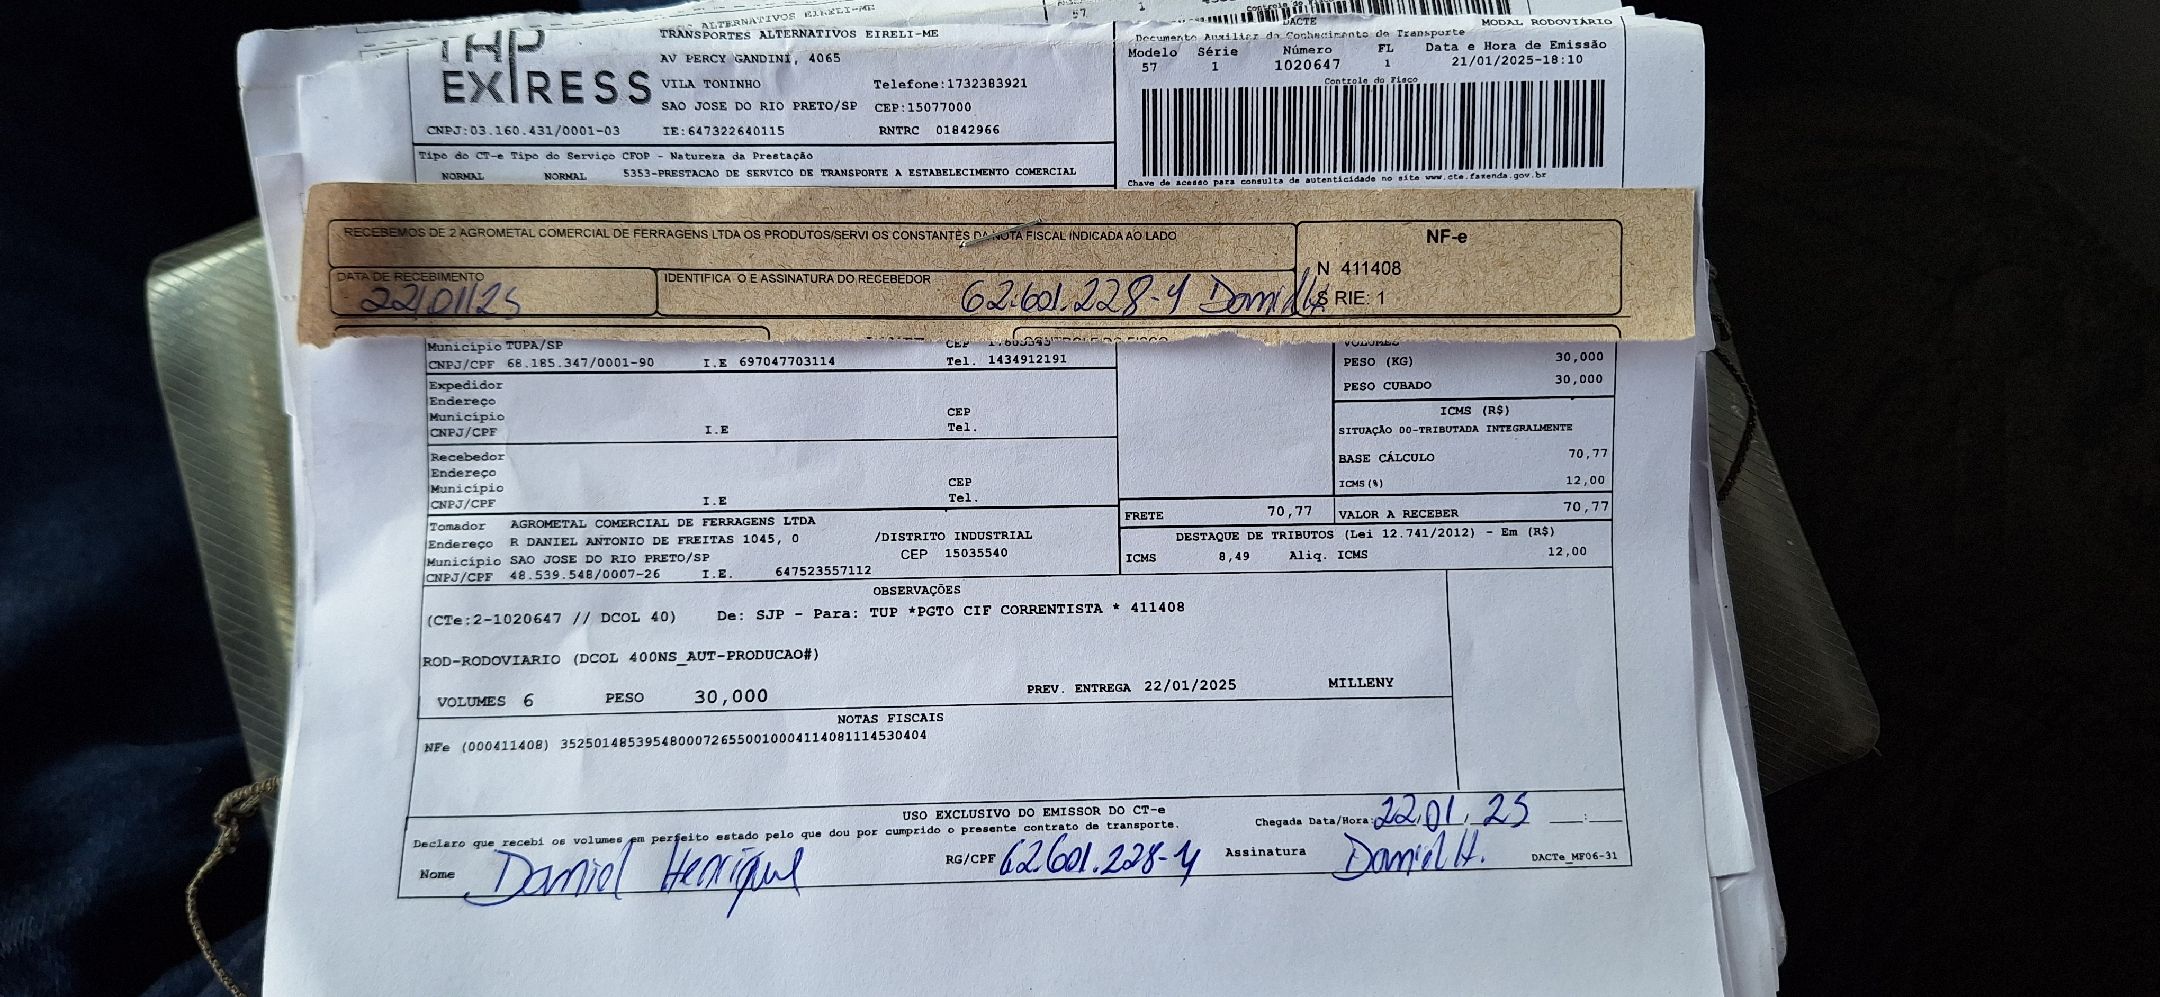 ALTERNATIVOS EIRELI-ME
57 1
TRANSPORTES ALTERNATIVOS EIRELI-ME
EXPRESS
AV PERCY GANDINI, 4065
VILA TONINHO Telefone:1732383921
SAO JOSE DO RIO PRETO/SP CEP:15077000
CNPJ:03.160.431/0001-03 IE:647322640115 RNTRC 01842966
DACTE MODAL RODOVIÁRIO
Documento Auxiliar do Conhecimento de Transporte
Modelo Série Número FL Data e Hora de Emissão
57 1 1020647 1 21/01/2025-18:10
Controle do Fisco
Chave de acesso para consulta de autenticidade no site www.cte.fazenda.gov.br
Tipo do CT-e Tipo do Serviço CFOP - Natureza da Prestação
NORMAL NORMAL 5353-PRESTACAO DE SERVICO DE TRANSPORTE A ESTABELECIMENTO COMERCIAL
RECEBEMOS DE 2 AGROMETAL COMERCIAL DE FERRAGENS LTDA OS PRODUTOS/SERVI OS CONSTANTES DA NOTA FISCAL INDICADA AO LADO
NF-e
N 411408
S RIE: 1
DATA DE RECEBIMENTO
22/01/25
IDENTIFICA O E ASSINATURA DO RECEBEDOR
62.601.228-4 Daniel H.
Município TUPA/SP CEP
CNPJ/CPF 68.185.347/0001-90 I.E 697047703114 Tel. 1434912191
VOLUMES
PESO (KG) 30,000
PESO CUBADO 30,000
Expedidor
Endereço
Município CEP
CNPJ/CPF I.E Tel.
ICMS (R$)
SITUAÇÃO 00-TRIBUTADA INTEGRALMENTE
BASE CÁLCULO 70,77
ICMS(%) 12,00
Recebedor
Endereço
Município CEP
CNPJ/CPF I.E Tel.
FRETE 70,77 VALOR A RECEBER 70,77
Tomador AGROMETAL COMERCIAL DE FERRAGENS LTDA
Endereço R DANIEL ANTONIO DE FREITAS 1045, 0 /DISTRITO INDUSTRIAL
Município SAO JOSE DO RIO PRETO/SP CEP 15035540
CNPJ/CPF 48.539.548/0007-26 I.E. 647523557112
DESTAQUE DE TRIBUTOS (Lei 12.741/2012) - Em (R$)
ICMS 8,49 Aliq. ICMS 12,00
OBSERVAÇÕES
(CTe:2-1020647 // DCOL 40) De: SJP - Para: TUP *PGTO CIF CORRENTISTA * 411408
ROD-RODOVIARIO (DCOL 400NS_AUT-PRODUCAO#)
VOLUMES 6 PESO 30,000 PREV. ENTREGA 22/01/2025 MILLENY
NOTAS FISCAIS
NFe (000411408) 35250148539548000726550010004114081114530404
USO EXCLUSIVO DO EMISSOR DO CT-e
Declaro que recebi os volumes em perfeito estado pelo que dou por cumprido o presente contrato de transporte.
Chegada Data/Hora: 22.01.25 ___:___
Nome Daniel Henrique RG/CPF 62.601.228-4 Assinatura Daniel H. DACTe_MF06-31